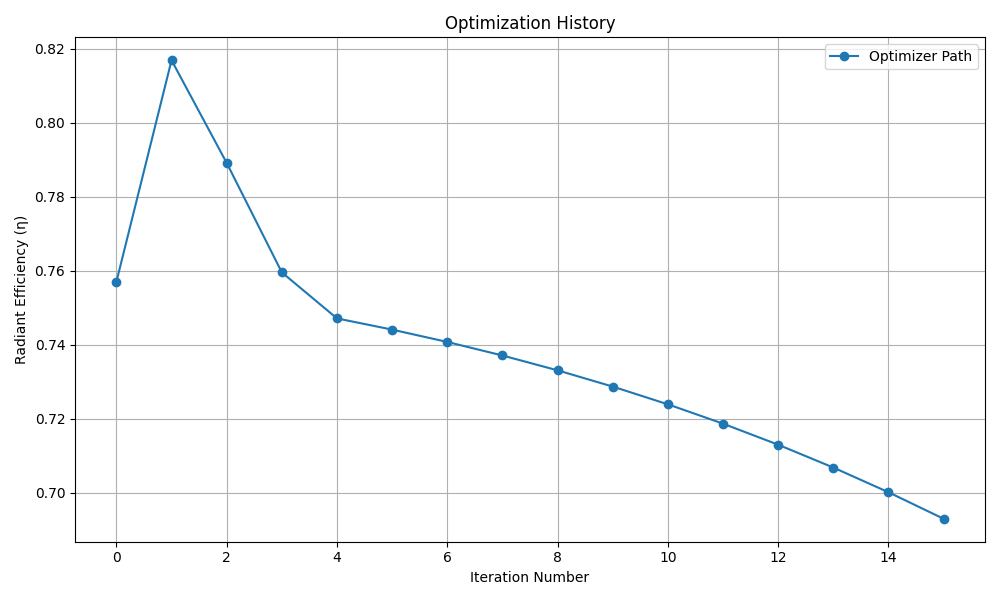 Optimization History
Optimizer Path
Radiant Efficiency (η)
0.82
0.80
0.78
0.76
0.74
0.72
0.70
0 2 4 6 8 10 12 14
Iteration Number